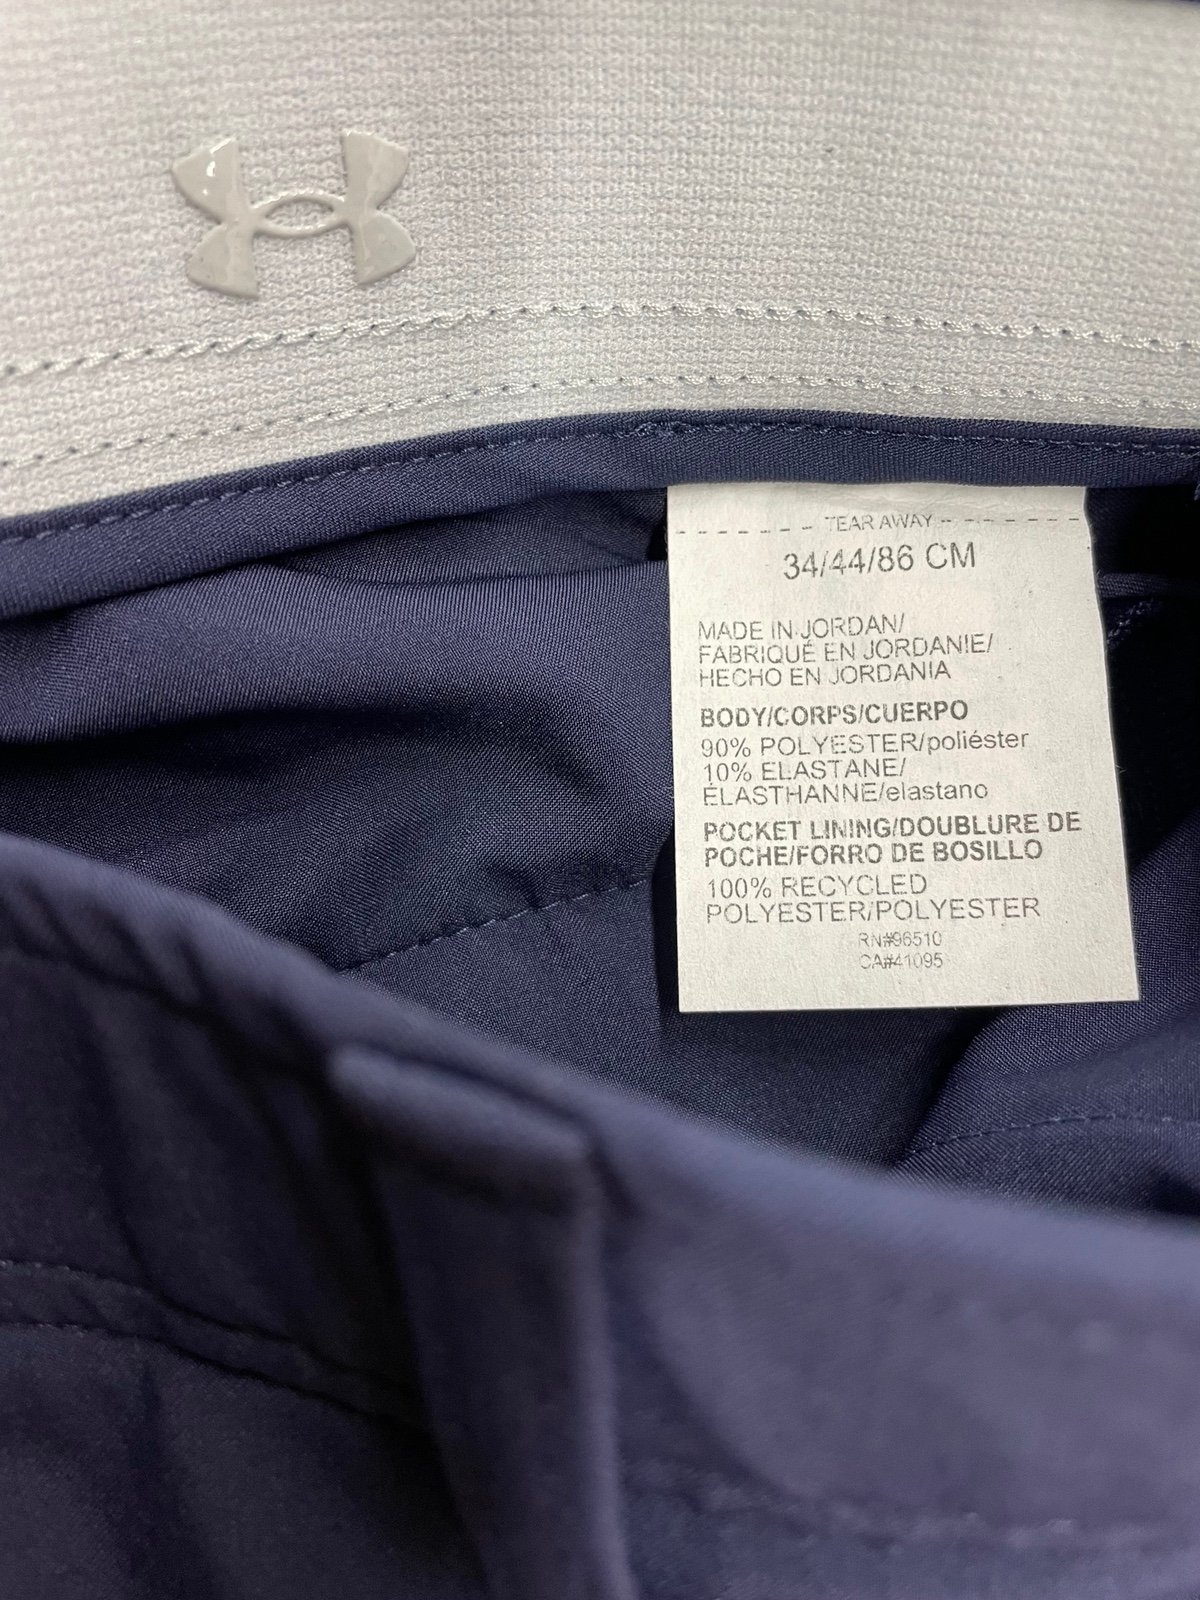 TEAR AWAY
34/44/86 CM
MADE IN JORDAN/
FABRIQUÉ EN JORDANIE/
HECHO EN JORDANIA
BODY/CORPS/CUERPO
90% POLYESTER/poliéster
10% ELASTANE/
ÉLASTHANNE/elastano
POCKET LINING/DOUBLURE DE
POCHE/FORRO DE BOSILLO
100% RECYCLED
POLYESTER/POLYESTER
RN#96510
CA#41095